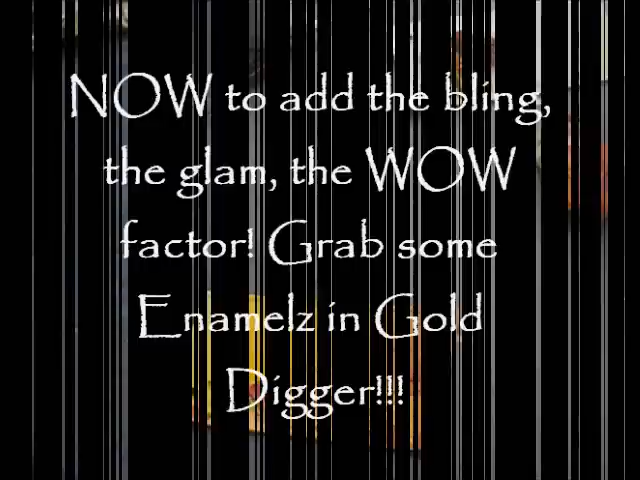 NOW to add the bling,
the glam, the WOW
factor! Grab some
Enamelz in Gold
Digger!!!